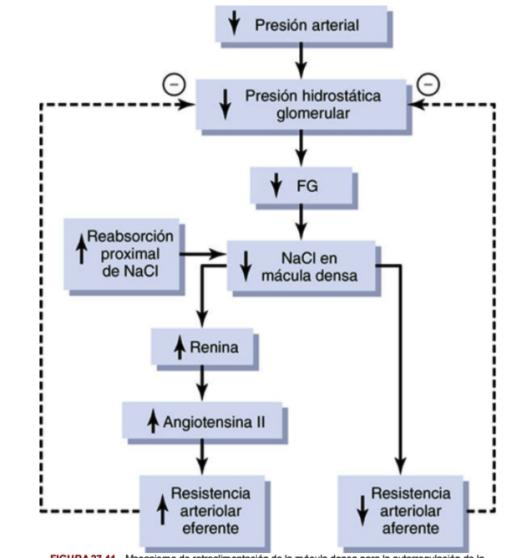 Presión arterial
−
−
Presión hidrostática
glomerular
FG
Reabsorción
proximal
de NaCl
NaCl en
mácula densa
Renina
Angiotensina II
Resistencia
arteriolar
eferente
Resistencia
arteriolar
aferente
FIGURA 27-11 Mecanismo de retroalimentación de la mácula densa para la autorregulación de la